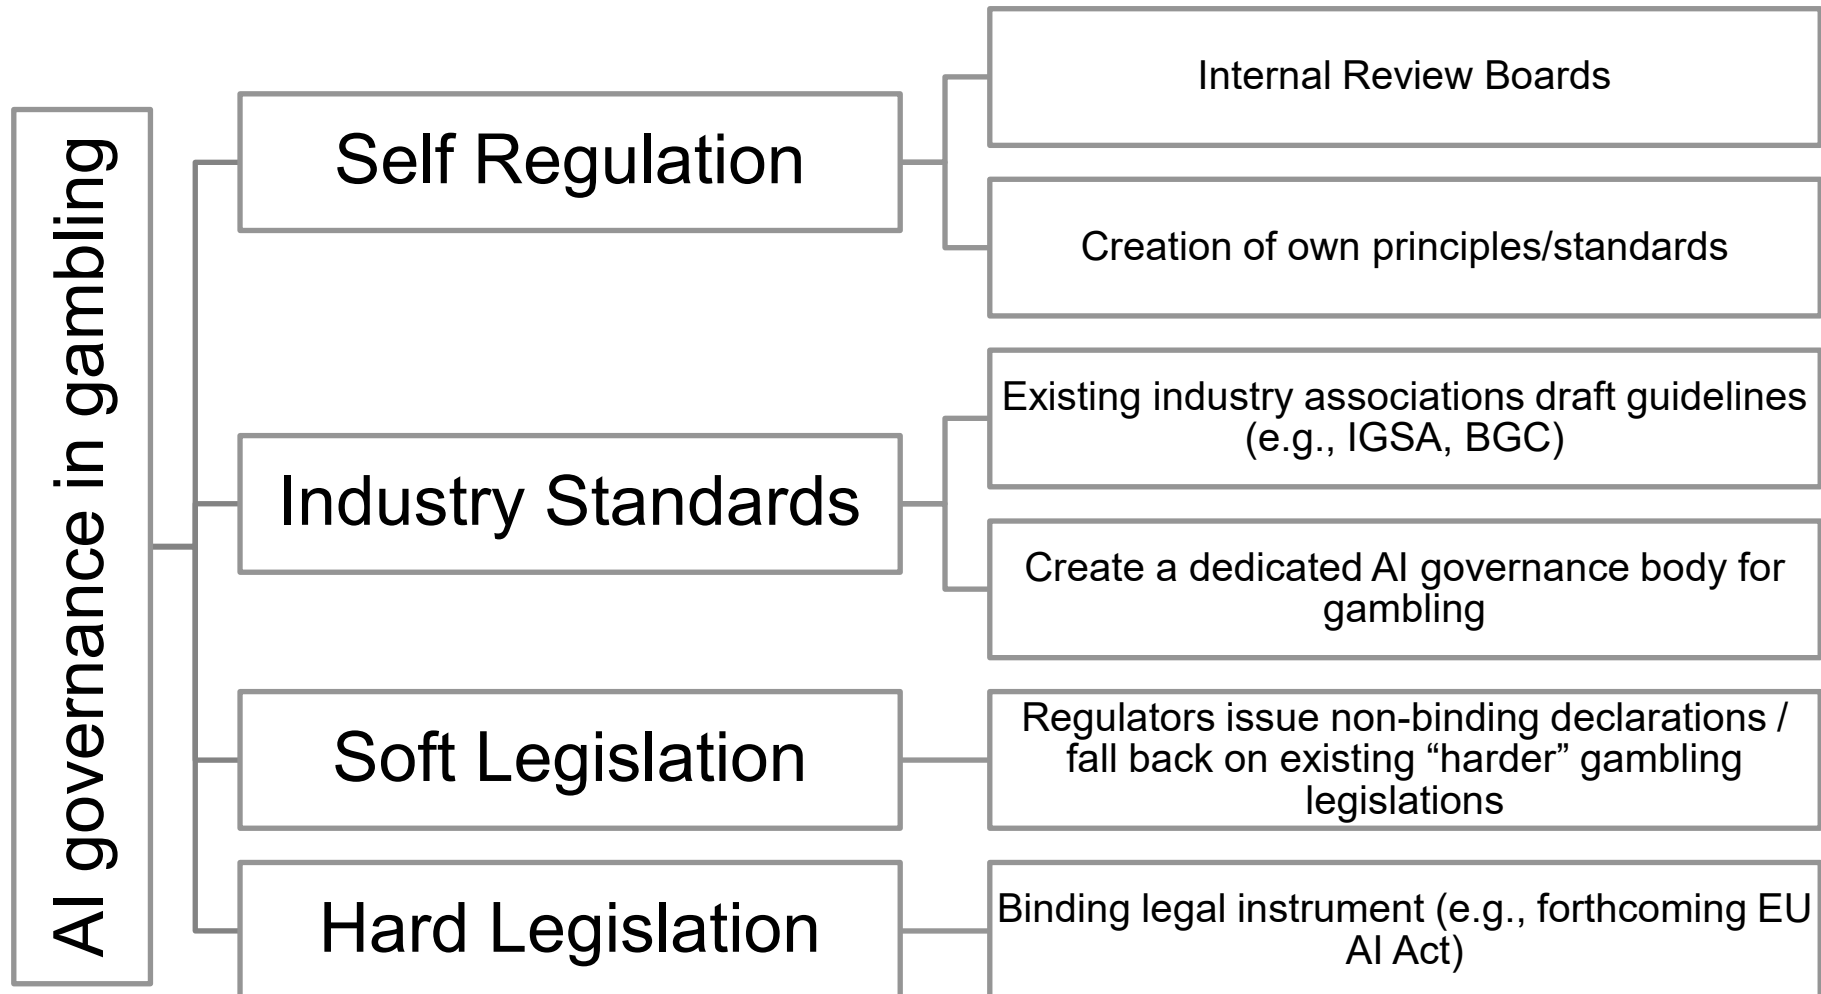 AI governance in gambling
Self Regulation
Internal Review Boards
Creation of own principles/standards
Industry Standards
Existing industry associations draft guidelines
(e.g., IGSA, BGC)
Create a dedicated AI governance body for
gambling
Soft Legislation
Regulators issue non-binding declarations /
fall back on existing “harder” gambling
legislations
Hard Legislation
Binding legal instrument (e.g., forthcoming EU
AI Act)